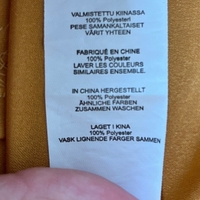 VALMISTETTU KIINASSA
100% Polyesteri
PESE SAMANKALTAISET
VÄRIT YHTEEN
FABRIQUÉ EN CHINE
100% Polyester
LAVER LES COULEURS
SIMILAIRES ENSEMBLE.
IN CHINA HERGESTELLT
100% Polyester
ÄHNLICHE FARBEN
ZUSAMMEN WASCHEN
LAGET I KINA
100% Polyester
VASK LIGNENDE FARGER SAMMEN